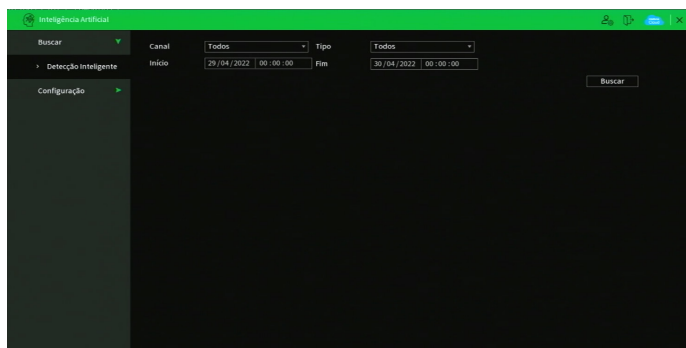 Inteligência Artificial
Buscar
Canal Todos Tipo Todos
> Detecção Inteligente
Início 29/04/2022 00:00:00 Fim 30/04/2022 00:00:00
Buscar
Configuração